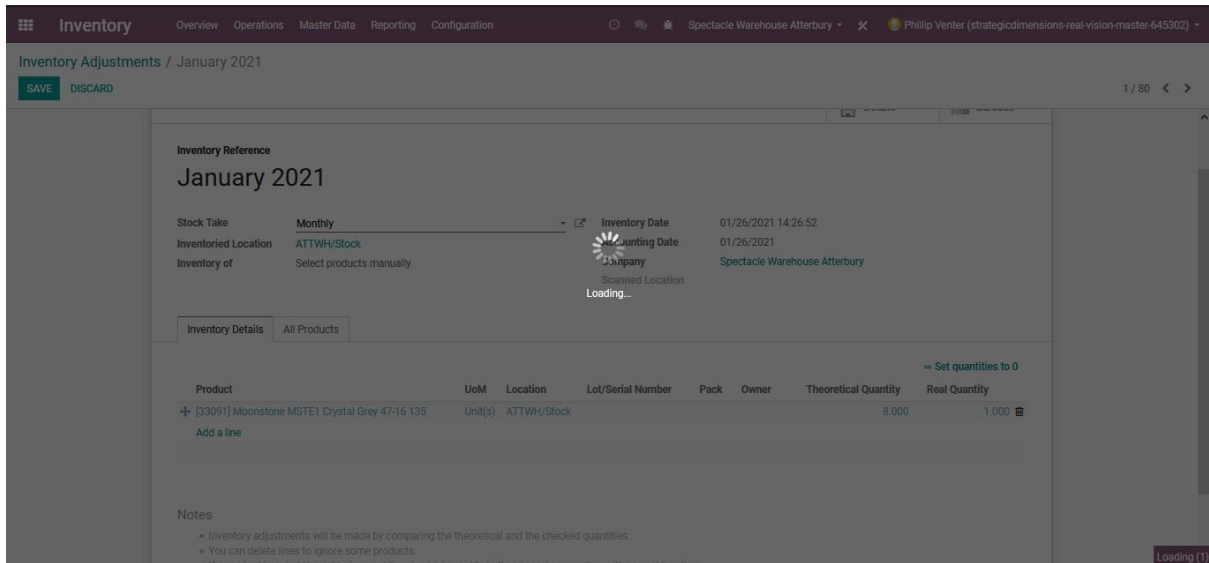 Inventory Overview Operations Master Data Reporting Configuration Spectacle Warehouse Atterbury Phillip Venter (strategicdimensions-real-vision-master-645302)
Inventory Adjustments / January 2021
SAVE DISCARD 1 / 80
Inventory Reference
January 2021
Stock Take Monthly Inventory Date 01/26/2021 14:26:52
Inventoried Location ATTWH/Stock Accounting Date 01/26/2021
Inventory of Select products manually Company Spectacle Warehouse Atterbury
Scanned Location
Loading...
Inventory Details All Products
Set quantities to 0
Product UoM Location Lot/Serial Number Pack Owner Theoretical Quantity Real Quantity
[33091] Moonstone MSTE1 Crystal Grey 47-16 135 Unit(s) ATTWH/Stock 8.000 1.000
Add a line
Notes
• Inventory adjustments will be made by comparing the theoretical and the checked quantities.
• You can delete lines to ignore some products.
Loading (1)